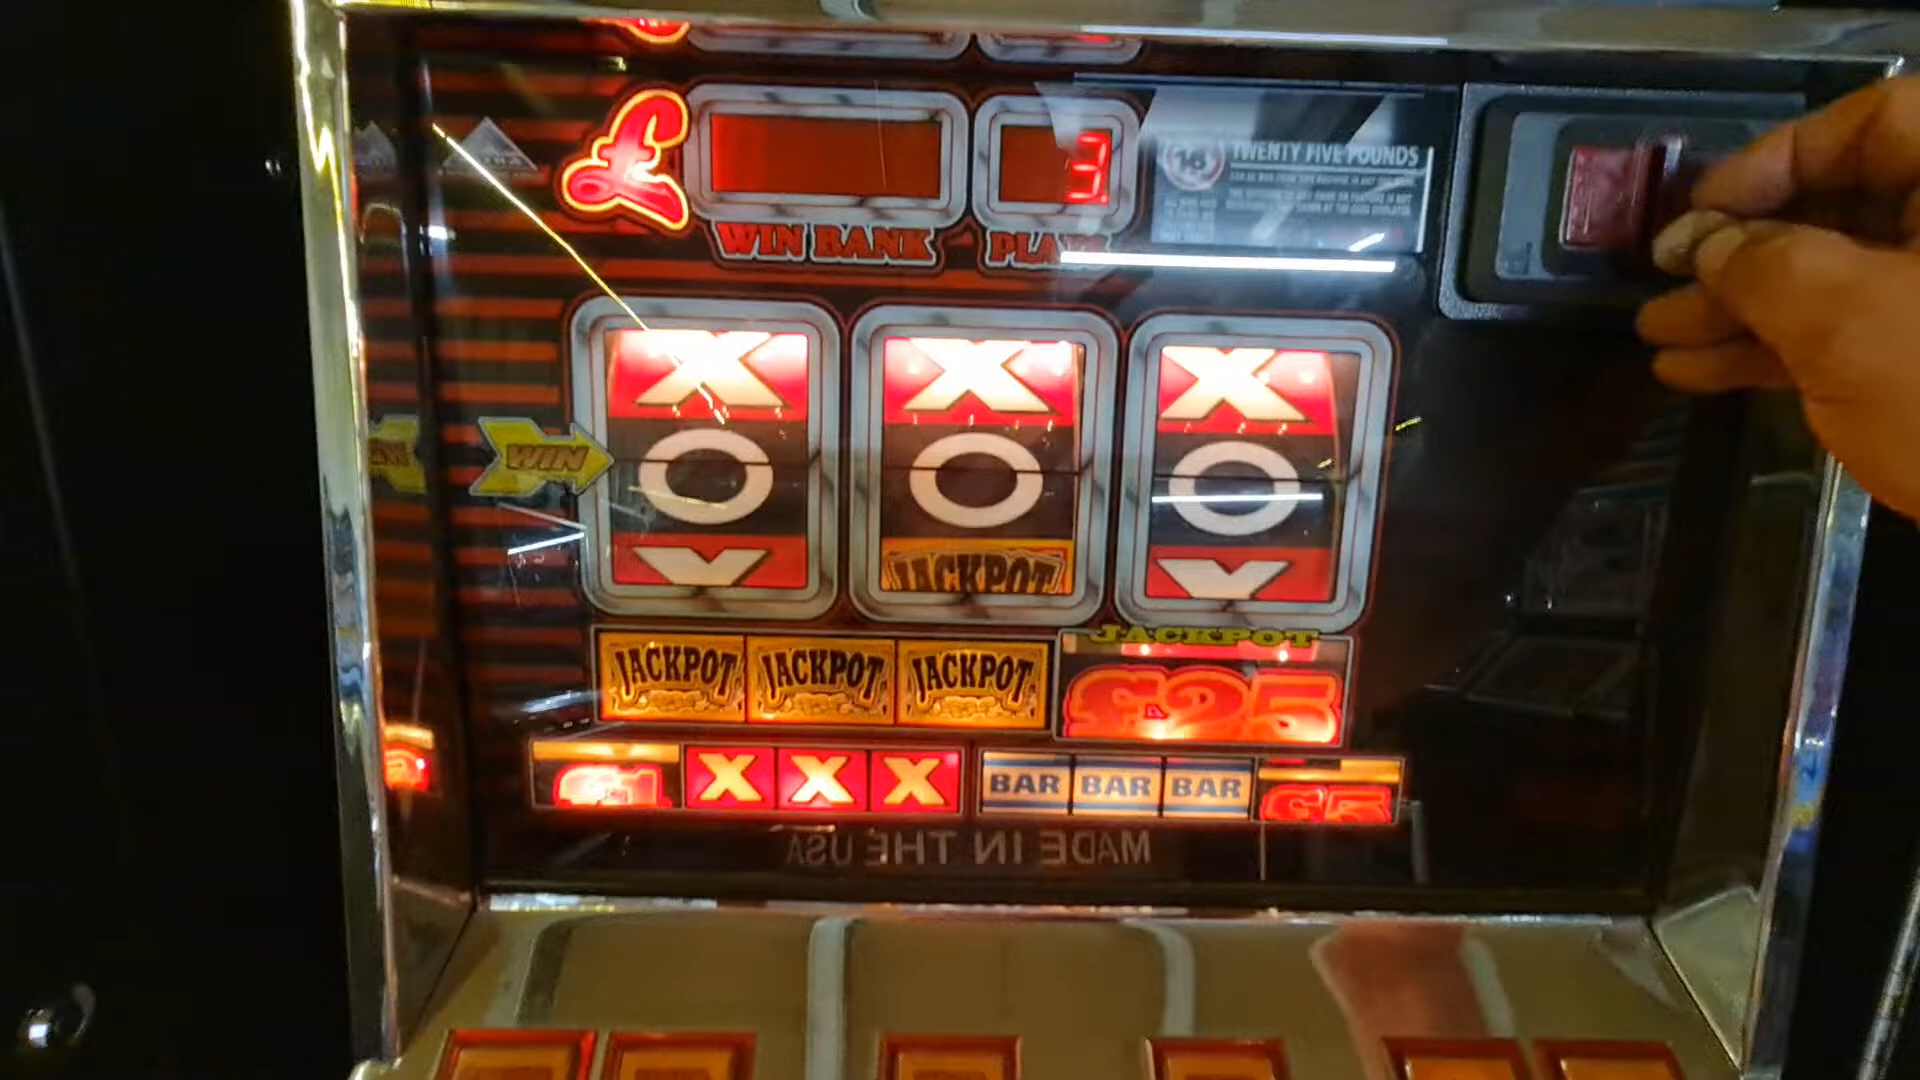 £
3
18 TWENTY FIVE POUNDS
WIN BANK
WIN
X X X
O O O
JACKPOT
JACKPOT JACKPOT JACKPOT
JACKPOT
£25
£1 X X X BAR BAR BAR £5
MADE IN THE USA